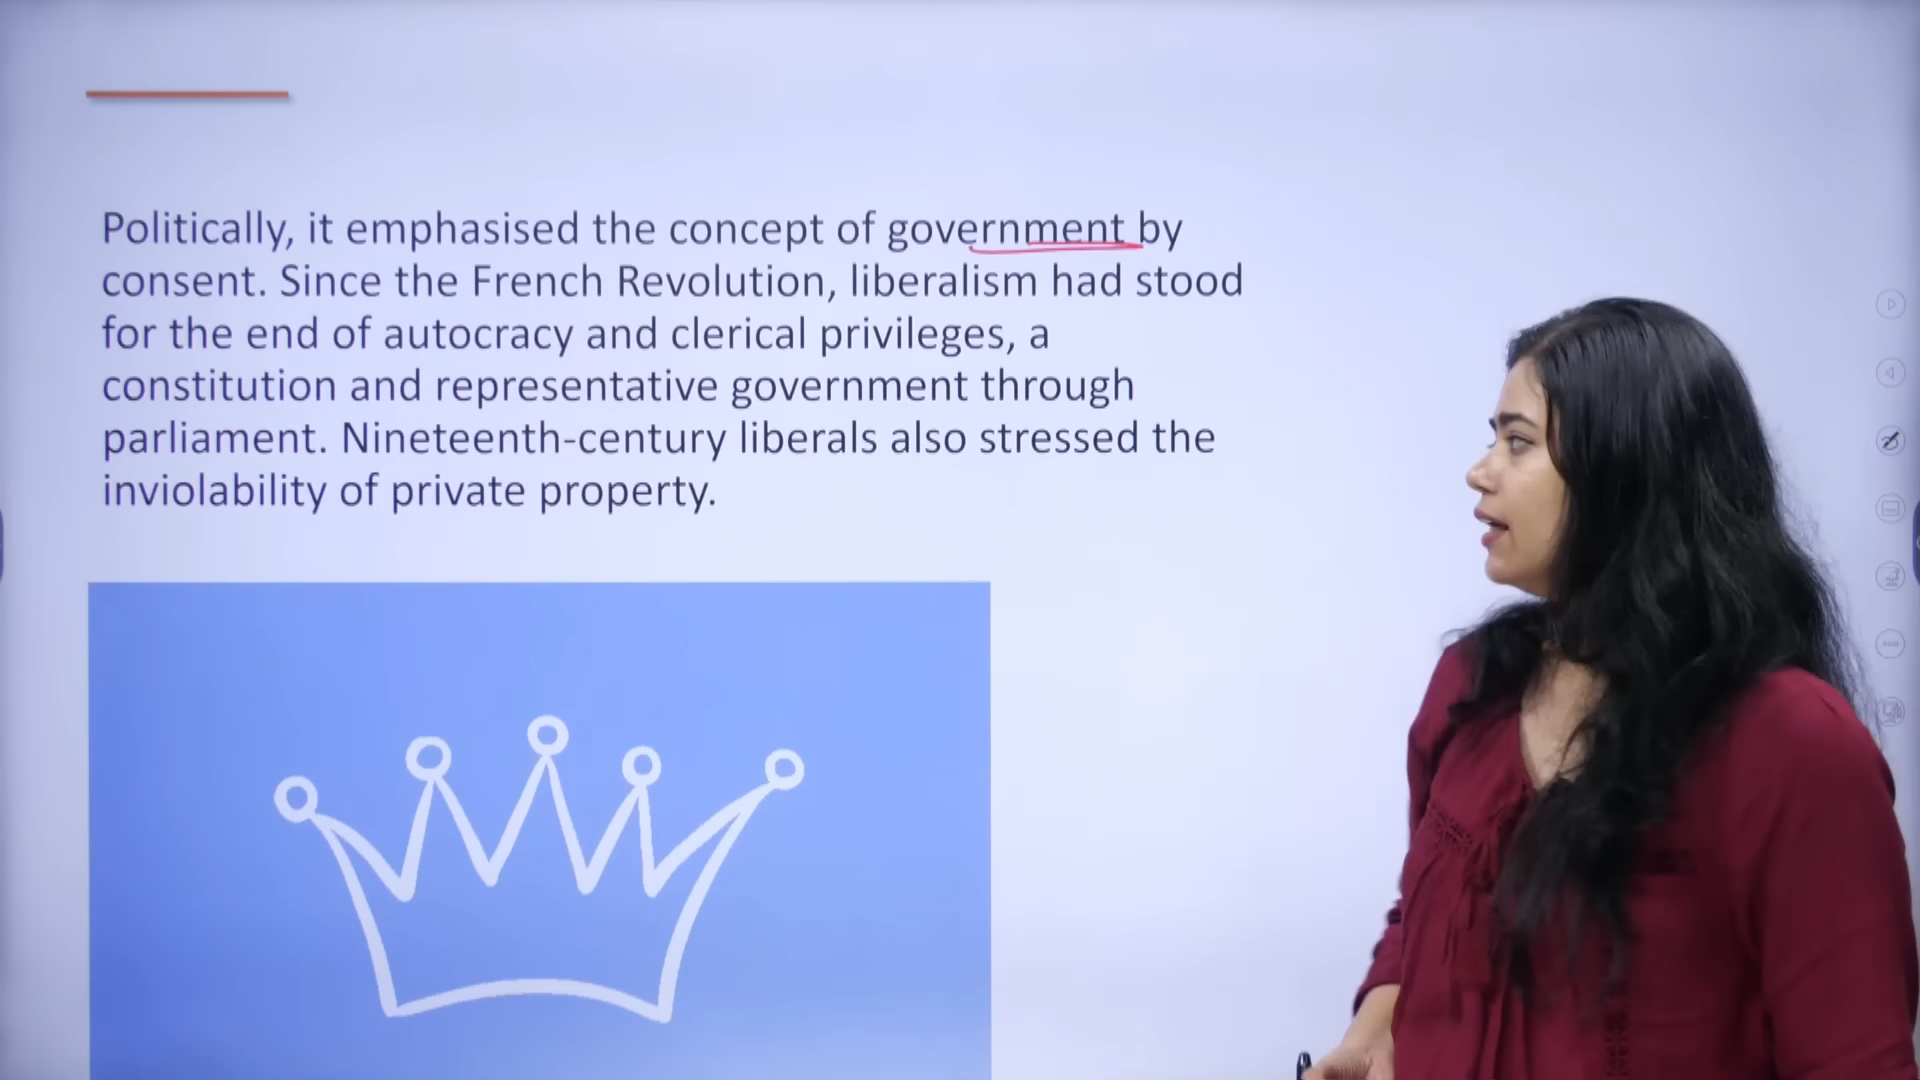 Politically, it emphasised the concept of government by
consent. Since the French Revolution, liberalism had stood
for the end of autocracy and clerical privileges, a
constitution and representative government through
parliament. Nineteenth-century liberals also stressed the
inviolability of private property.